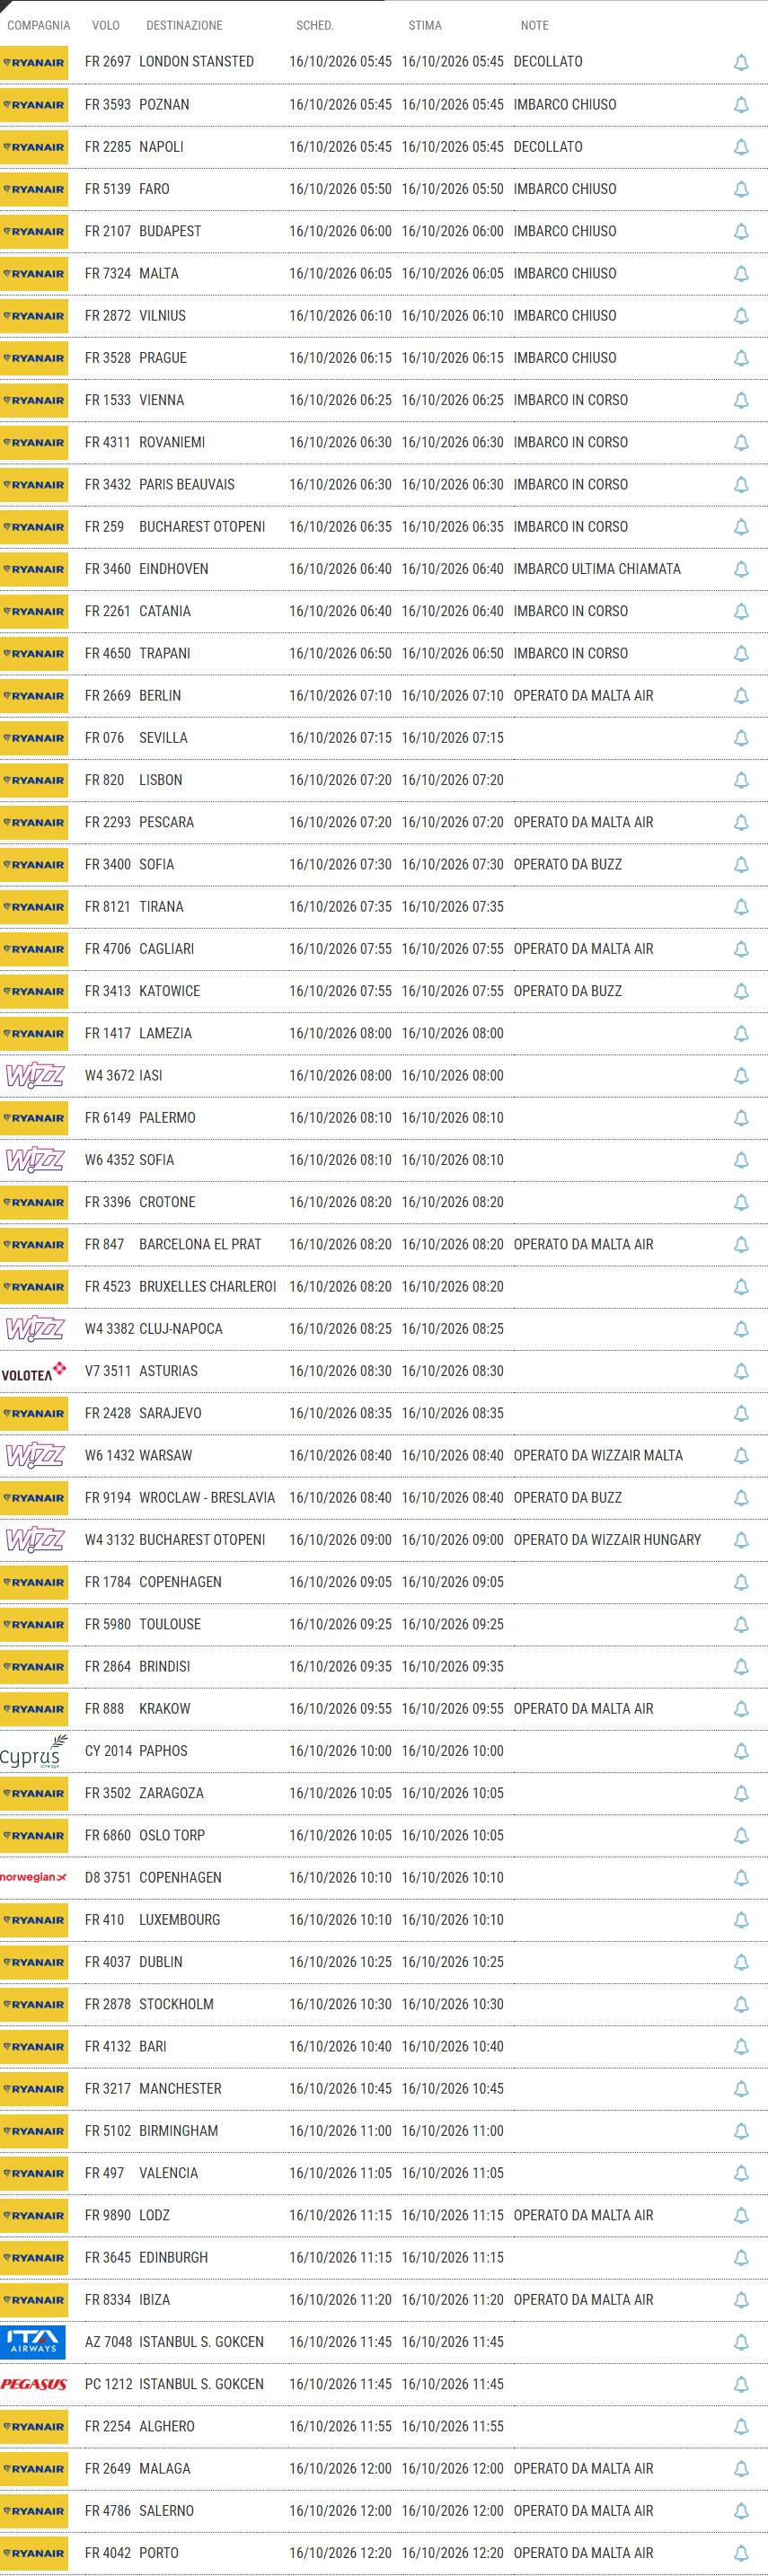 COMPAGNIA VOLO DESTINAZIONE SCHED. STIMA NOTE
RYANAIR FR 2697 LONDON STANSTED 16/10/2026 05:45 16/10/2026 05:45 DECOLLATO
RYANAIR FR 3593 POZNAN 16/10/2026 05:45 16/10/2026 05:45 IMBARCO CHIUSO
RYANAIR FR 2285 NAPOLI 16/10/2026 05:45 16/10/2026 05:45 DECOLLATO
RYANAIR FR 5139 FARO 16/10/2026 05:50 16/10/2026 05:50 IMBARCO CHIUSO
RYANAIR FR 2107 BUDAPEST 16/10/2026 06:00 16/10/2026 06:00 IMBARCO CHIUSO
RYANAIR FR 7324 MALTA 16/10/2026 06:05 16/10/2026 06:05 IMBARCO CHIUSO
RYANAIR FR 2872 VILNIUS 16/10/2026 06:10 16/10/2026 06:10 IMBARCO CHIUSO
RYANAIR FR 3528 PRAGUE 16/10/2026 06:15 16/10/2026 06:15 IMBARCO CHIUSO
RYANAIR FR 1533 VIENNA 16/10/2026 06:25 16/10/2026 06:25 IMBARCO IN CORSO
RYANAIR FR 4311 ROVANIEMI 16/10/2026 06:30 16/10/2026 06:30 IMBARCO IN CORSO
RYANAIR FR 3432 PARIS BEAUVAIS 16/10/2026 06:30 16/10/2026 06:30 IMBARCO IN CORSO
RYANAIR FR 259 BUCHAREST OTOPENI 16/10/2026 06:35 16/10/2026 06:35 IMBARCO IN CORSO
RYANAIR FR 3460 EINDHOVEN 16/10/2026 06:40 16/10/2026 06:40 IMBARCO ULTIMA CHIAMATA
RYANAIR FR 2261 CATANIA 16/10/2026 06:40 16/10/2026 06:40 IMBARCO IN CORSO
RYANAIR FR 4650 TRAPANI 16/10/2026 06:50 16/10/2026 06:50 IMBARCO IN CORSO
RYANAIR FR 2669 BERLIN 16/10/2026 07:10 16/10/2026 07:10 OPERATO DA MALTA AIR
RYANAIR FR 076 SEVILLA 16/10/2026 07:15 16/10/2026 07:15
RYANAIR FR 820 LISBON 16/10/2026 07:20 16/10/2026 07:20
RYANAIR FR 2293 PESCARA 16/10/2026 07:20 16/10/2026 07:20 OPERATO DA MALTA AIR
RYANAIR FR 3400 SOFIA 16/10/2026 07:30 16/10/2026 07:30 OPERATO DA BUZZ
RYANAIR FR 8121 TIRANA 16/10/2026 07:35 16/10/2026 07:35
RYANAIR FR 4706 CAGLIARI 16/10/2026 07:55 16/10/2026 07:55 OPERATO DA MALTA AIR
RYANAIR FR 3413 KATOWICE 16/10/2026 07:55 16/10/2026 07:55 OPERATO DA BUZZ
RYANAIR FR 1417 LAMEZIA 16/10/2026 08:00 16/10/2026 08:00
WIZZ W4 3672 IASI 16/10/2026 08:00 16/10/2026 08:00
RYANAIR FR 6149 PALERMO 16/10/2026 08:10 16/10/2026 08:10
WIZZ W6 4352 SOFIA 16/10/2026 08:10 16/10/2026 08:10
RYANAIR FR 3396 CROTONE 16/10/2026 08:20 16/10/2026 08:20
RYANAIR FR 847 BARCELONA EL PRAT 16/10/2026 08:20 16/10/2026 08:20 OPERATO DA MALTA AIR
RYANAIR FR 4523 BRUXELLES CHARLEROI 16/10/2026 08:20 16/10/2026 08:20
WIZZ W4 3382 CLUJ-NAPOCA 16/10/2026 08:25 16/10/2026 08:25
VOLOTEA V7 3511 ASTURIAS 16/10/2026 08:30 16/10/2026 08:30
RYANAIR FR 2428 SARAJEVO 16/10/2026 08:35 16/10/2026 08:35
WIZZ W6 1432 WARSAW 16/10/2026 08:40 16/10/2026 08:40 OPERATO DA WIZZAIR MALTA
RYANAIR FR 9194 WROCLAW - BRESLAVIA 16/10/2026 08:40 16/10/2026 08:40 OPERATO DA BUZZ
WIZZ W4 3132 BUCHAREST OTOPENI 16/10/2026 09:00 16/10/2026 09:00 OPERATO DA WIZZAIR HUNGARY
RYANAIR FR 1784 COPENHAGEN 16/10/2026 09:05 16/10/2026 09:05
RYANAIR FR 5980 TOULOUSE 16/10/2026 09:25 16/10/2026 09:25
RYANAIR FR 2864 BRINDISI 16/10/2026 09:35 16/10/2026 09:35
RYANAIR FR 888 KRAKOW 16/10/2026 09:55 16/10/2026 09:55 OPERATO DA MALTA AIR
cyprus airways CY 2014 PAPHOS 16/10/2026 10:00 16/10/2026 10:00
RYANAIR FR 3502 ZARAGOZA 16/10/2026 10:05 16/10/2026 10:05
RYANAIR FR 6860 OSLO TORP 16/10/2026 10:05 16/10/2026 10:05
norwegian D8 3751 COPENHAGEN 16/10/2026 10:10 16/10/2026 10:10
RYANAIR FR 410 LUXEMBOURG 16/10/2026 10:10 16/10/2026 10:10
RYANAIR FR 4037 DUBLIN 16/10/2026 10:25 16/10/2026 10:25
RYANAIR FR 2878 STOCKHOLM 16/10/2026 10:30 16/10/2026 10:30
RYANAIR FR 4132 BARI 16/10/2026 10:40 16/10/2026 10:40
RYANAIR FR 3217 MANCHESTER 16/10/2026 10:45 16/10/2026 10:45
RYANAIR FR 5102 BIRMINGHAM 16/10/2026 11:00 16/10/2026 11:00
RYANAIR FR 497 VALENCIA 16/10/2026 11:05 16/10/2026 11:05
RYANAIR FR 9890 LODZ 16/10/2026 11:15 16/10/2026 11:15 OPERATO DA MALTA AIR
RYANAIR FR 3645 EDINBURGH 16/10/2026 11:15 16/10/2026 11:15
RYANAIR FR 8334 IBIZA 16/10/2026 11:20 16/10/2026 11:20 OPERATO DA MALTA AIR
ITA AIRWAYS AZ 7048 ISTANBUL S. GOKCEN 16/10/2026 11:45 16/10/2026 11:45
PEGASUS PC 1212 ISTANBUL S. GOKCEN 16/10/2026 11:45 16/10/2026 11:45
RYANAIR FR 2254 ALGHERO 16/10/2026 11:55 16/10/2026 11:55
RYANAIR FR 2649 MALAGA 16/10/2026 12:00 16/10/2026 12:00 OPERATO DA MALTA AIR
RYANAIR FR 4786 SALERNO 16/10/2026 12:00 16/10/2026 12:00 OPERATO DA MALTA AIR
RYANAIR FR 4042 PORTO 16/10/2026 12:20 16/10/2026 12:20 OPERATO DA MALTA AIR